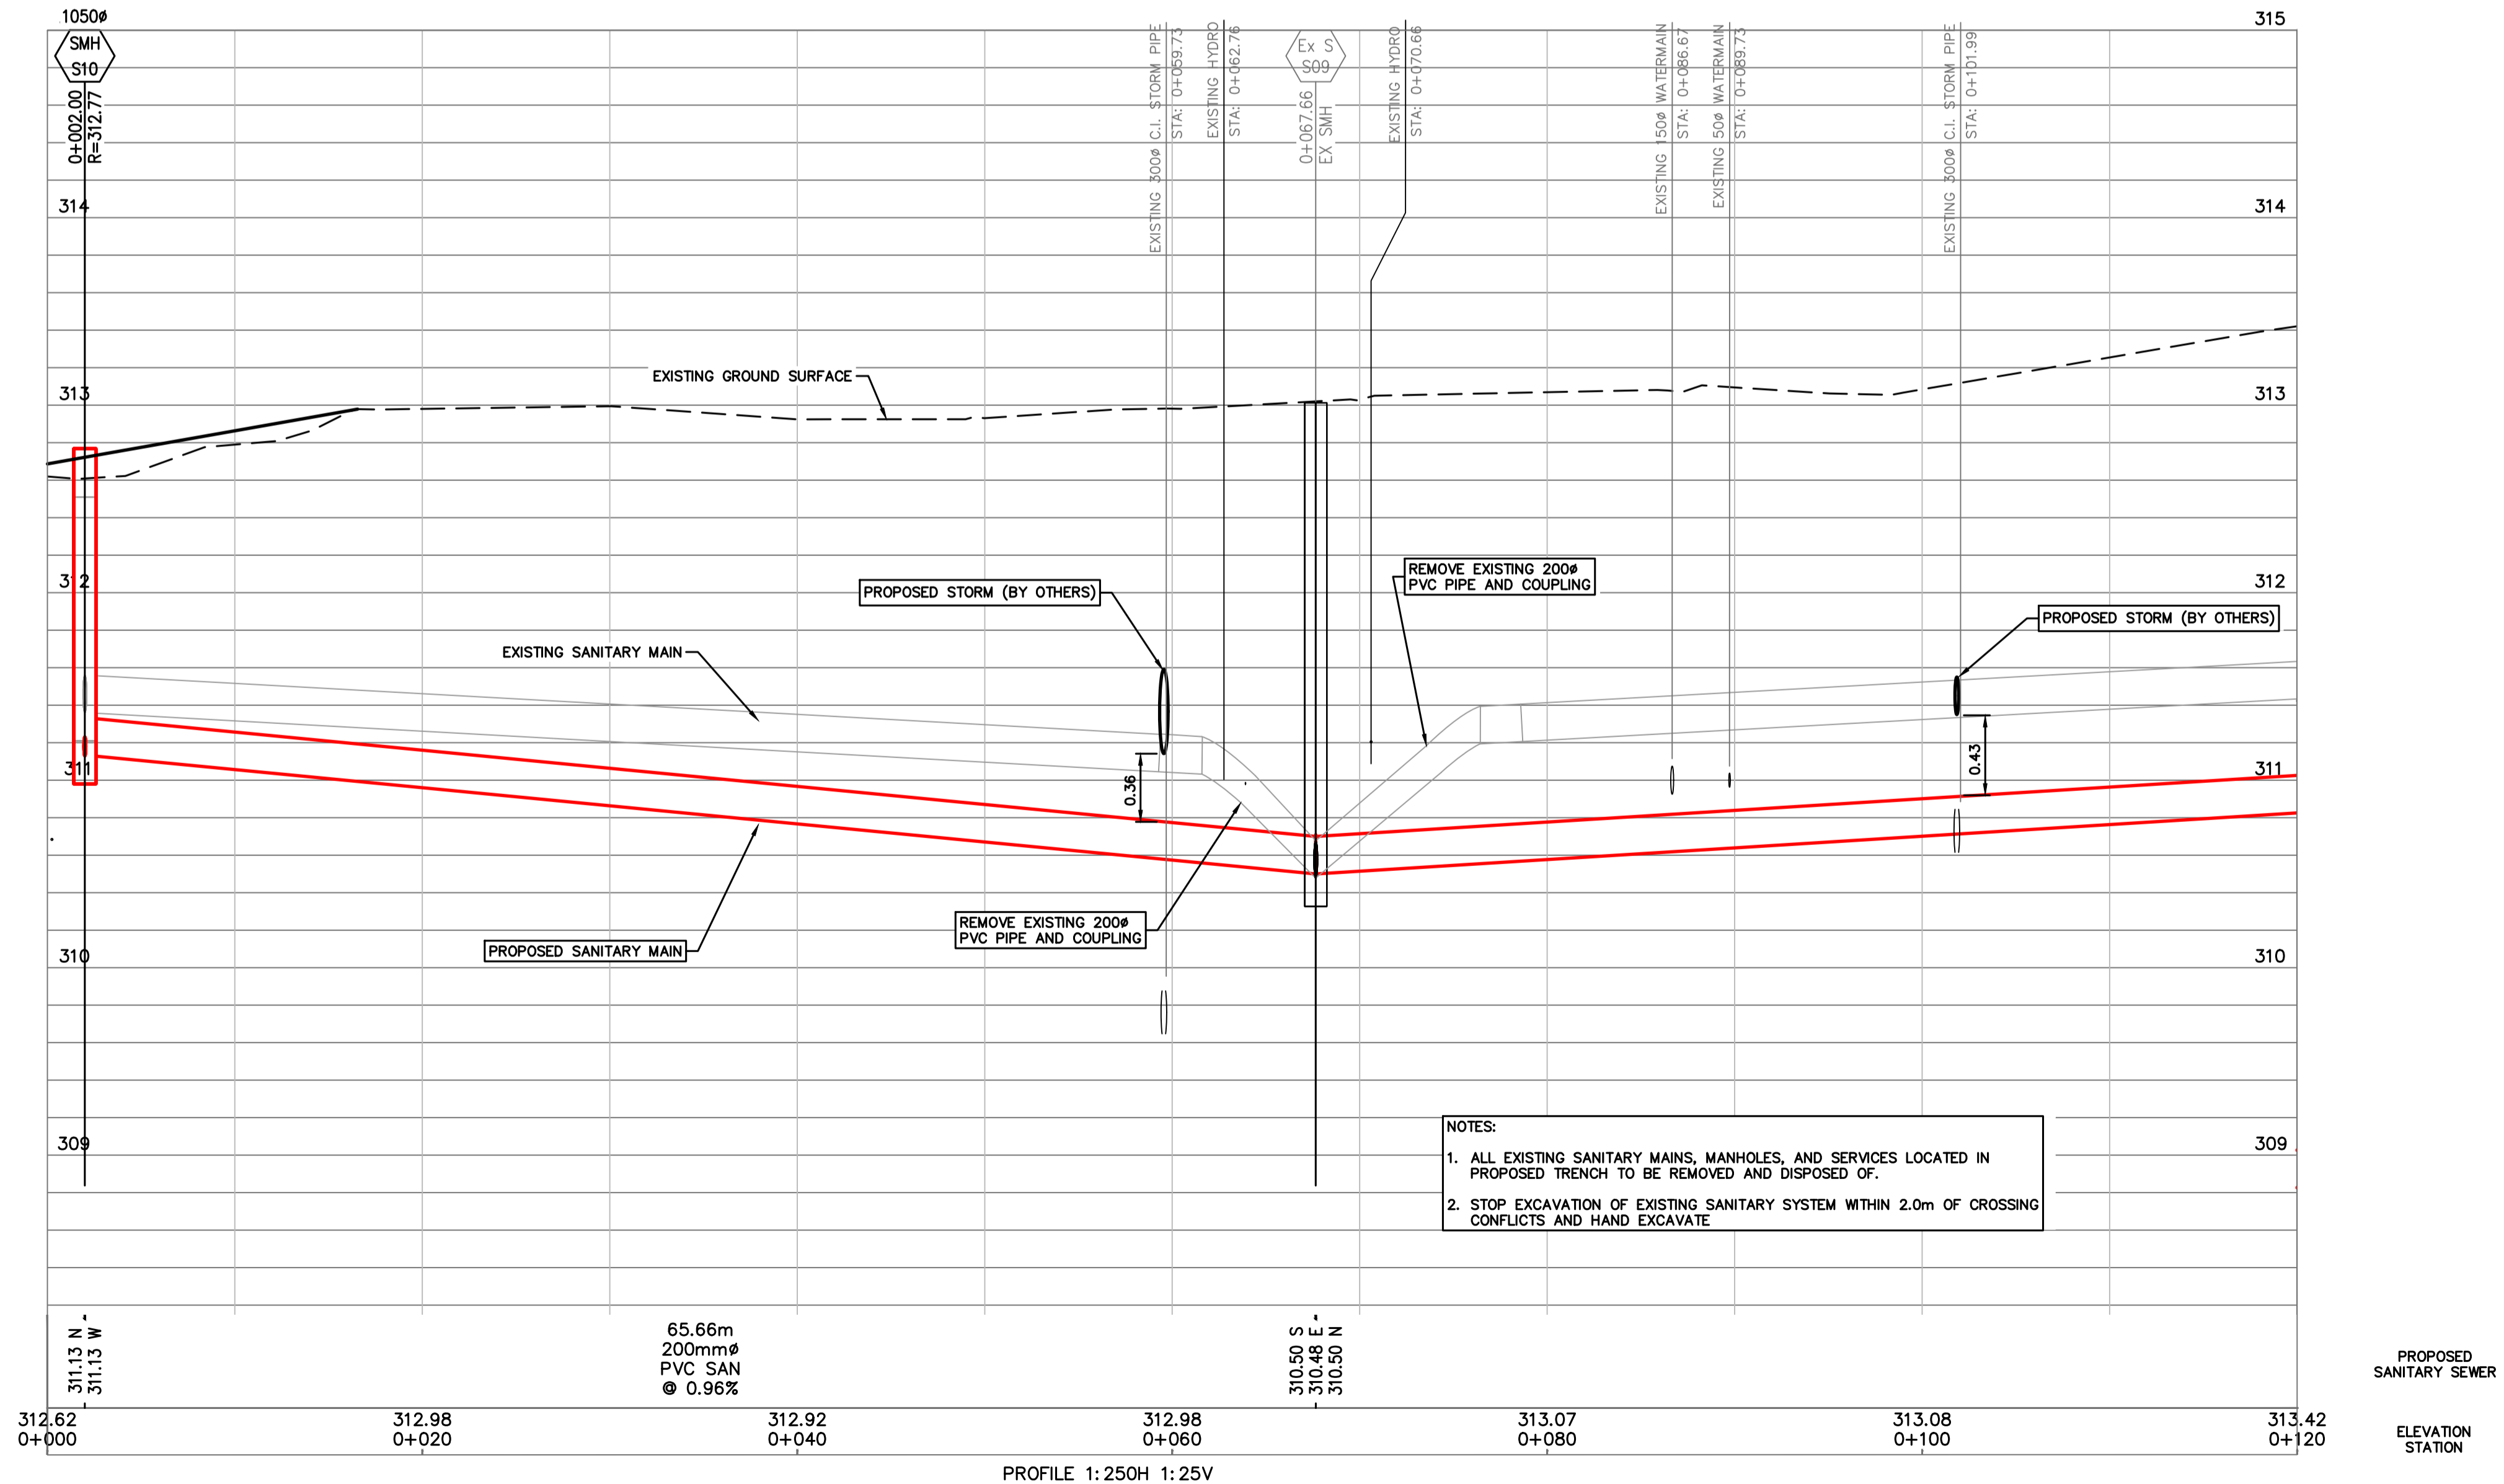 1050ø
SMH
S10
0+002.00
R=312.77
EXISTING 300ø C.I. STORM PIPE
STA: 0+059.73
EXISTING HYDRO
STA: 0+062.76
Ex S
S09
0+067.66
EX SMH
EXISTING HYDRO
STA: 0+070.66
EXISTING 150ø WATERMAIN
STA: 0+086.67
EXISTING 50ø WATERMAIN
STA: 0+089.73
EXISTING 300ø C.I. STORM PIPE
STA: 0+101.99
315
314
314
EXISTING GROUND SURFACE
313
313
312
312
PROPOSED STORM (BY OTHERS)
REMOVE EXISTING 200ø
PVC PIPE AND COUPLING
PROPOSED STORM (BY OTHERS)
EXISTING SANITARY MAIN
311
0.36
0.43
311
REMOVE EXISTING 200ø
PVC PIPE AND COUPLING
PROPOSED SANITARY MAIN
310
310
309
309
NOTES:
1. ALL EXISTING SANITARY MAINS, MANHOLES, AND SERVICES LOCATED IN
PROPOSED TRENCH TO BE REMOVED AND DISPOSED OF.
2. STOP EXCAVATION OF EXISTING SANITARY SYSTEM WITHIN 2.0m OF CROSSING
CONFLICTS AND HAND EXCAVATE
311.13 N
311.13 W
65.66m
200mmø
PVC SAN
@ 0.96%
310.50 S
310.48 E
310.50 N
PROPOSED
SANITARY SEWER
312.62 312.98 312.92 312.98 313.07 313.08 313.42
0+000 0+020 0+040 0+060 0+080 0+100 0+120
ELEVATION
STATION
PROFILE 1:250H 1:25V